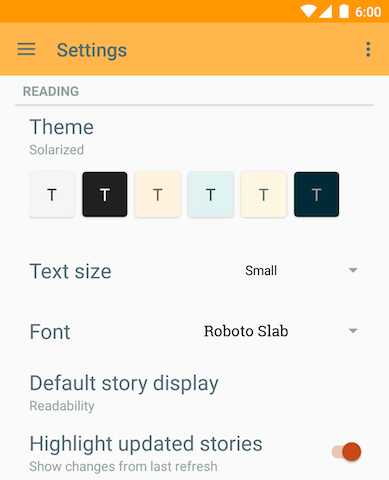 6:00
Settings
READING
Theme
Solarized
T T T T T T
Text size Small
Font Roboto Slab
Default story display
Readability
Highlight updated stories
Show changes from last refresh